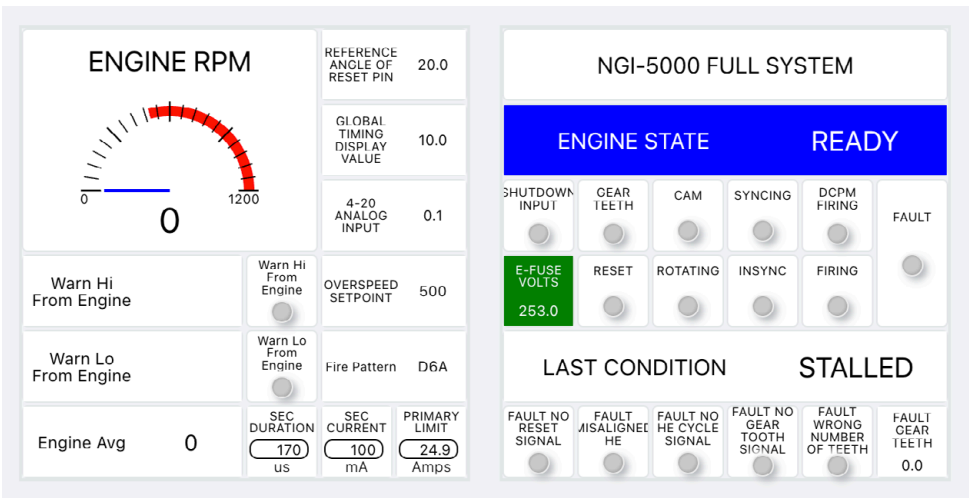 ENGINE RPM
0
1200
0
REFERENCE
ANGLE OF
RESET PIN
20.0
GLOBAL
TIMING
DISPLAY
VALUE
10.0
4-20
ANALOG
INPUT
0.1
Warn Hi
From Engine
Warn Hi
From
Engine
OVERSPEED
SETPOINT
500
Warn Lo
From Engine
Warn Lo
From
Engine
Fire Pattern
D6A
Engine Avg
0
SEC
DURATION
170
us
SEC
CURRENT
100
mA
PRIMARY
LIMIT
24.9
Amps
NGI-5000 FULL SYSTEM
ENGINE STATE
READY
SHUTDOWN
INPUT
GEAR
TEETH
CAM
SYNCING
DCPM
FIRING
FAULT
E-FUSE
VOLTS
253.0
RESET
ROTATING
INSYNC
FIRING
LAST CONDITION
STALLED
FAULT NO
RESET
SIGNAL
FAULT
MISALIGNED
HE
FAULT NO
HE CYCLE
SIGNAL
FAULT NO
GEAR
TOOTH
SIGNAL
FAULT
WRONG
NUMBER
OF TEETH
FAULT
GEAR
TEETH
0.0